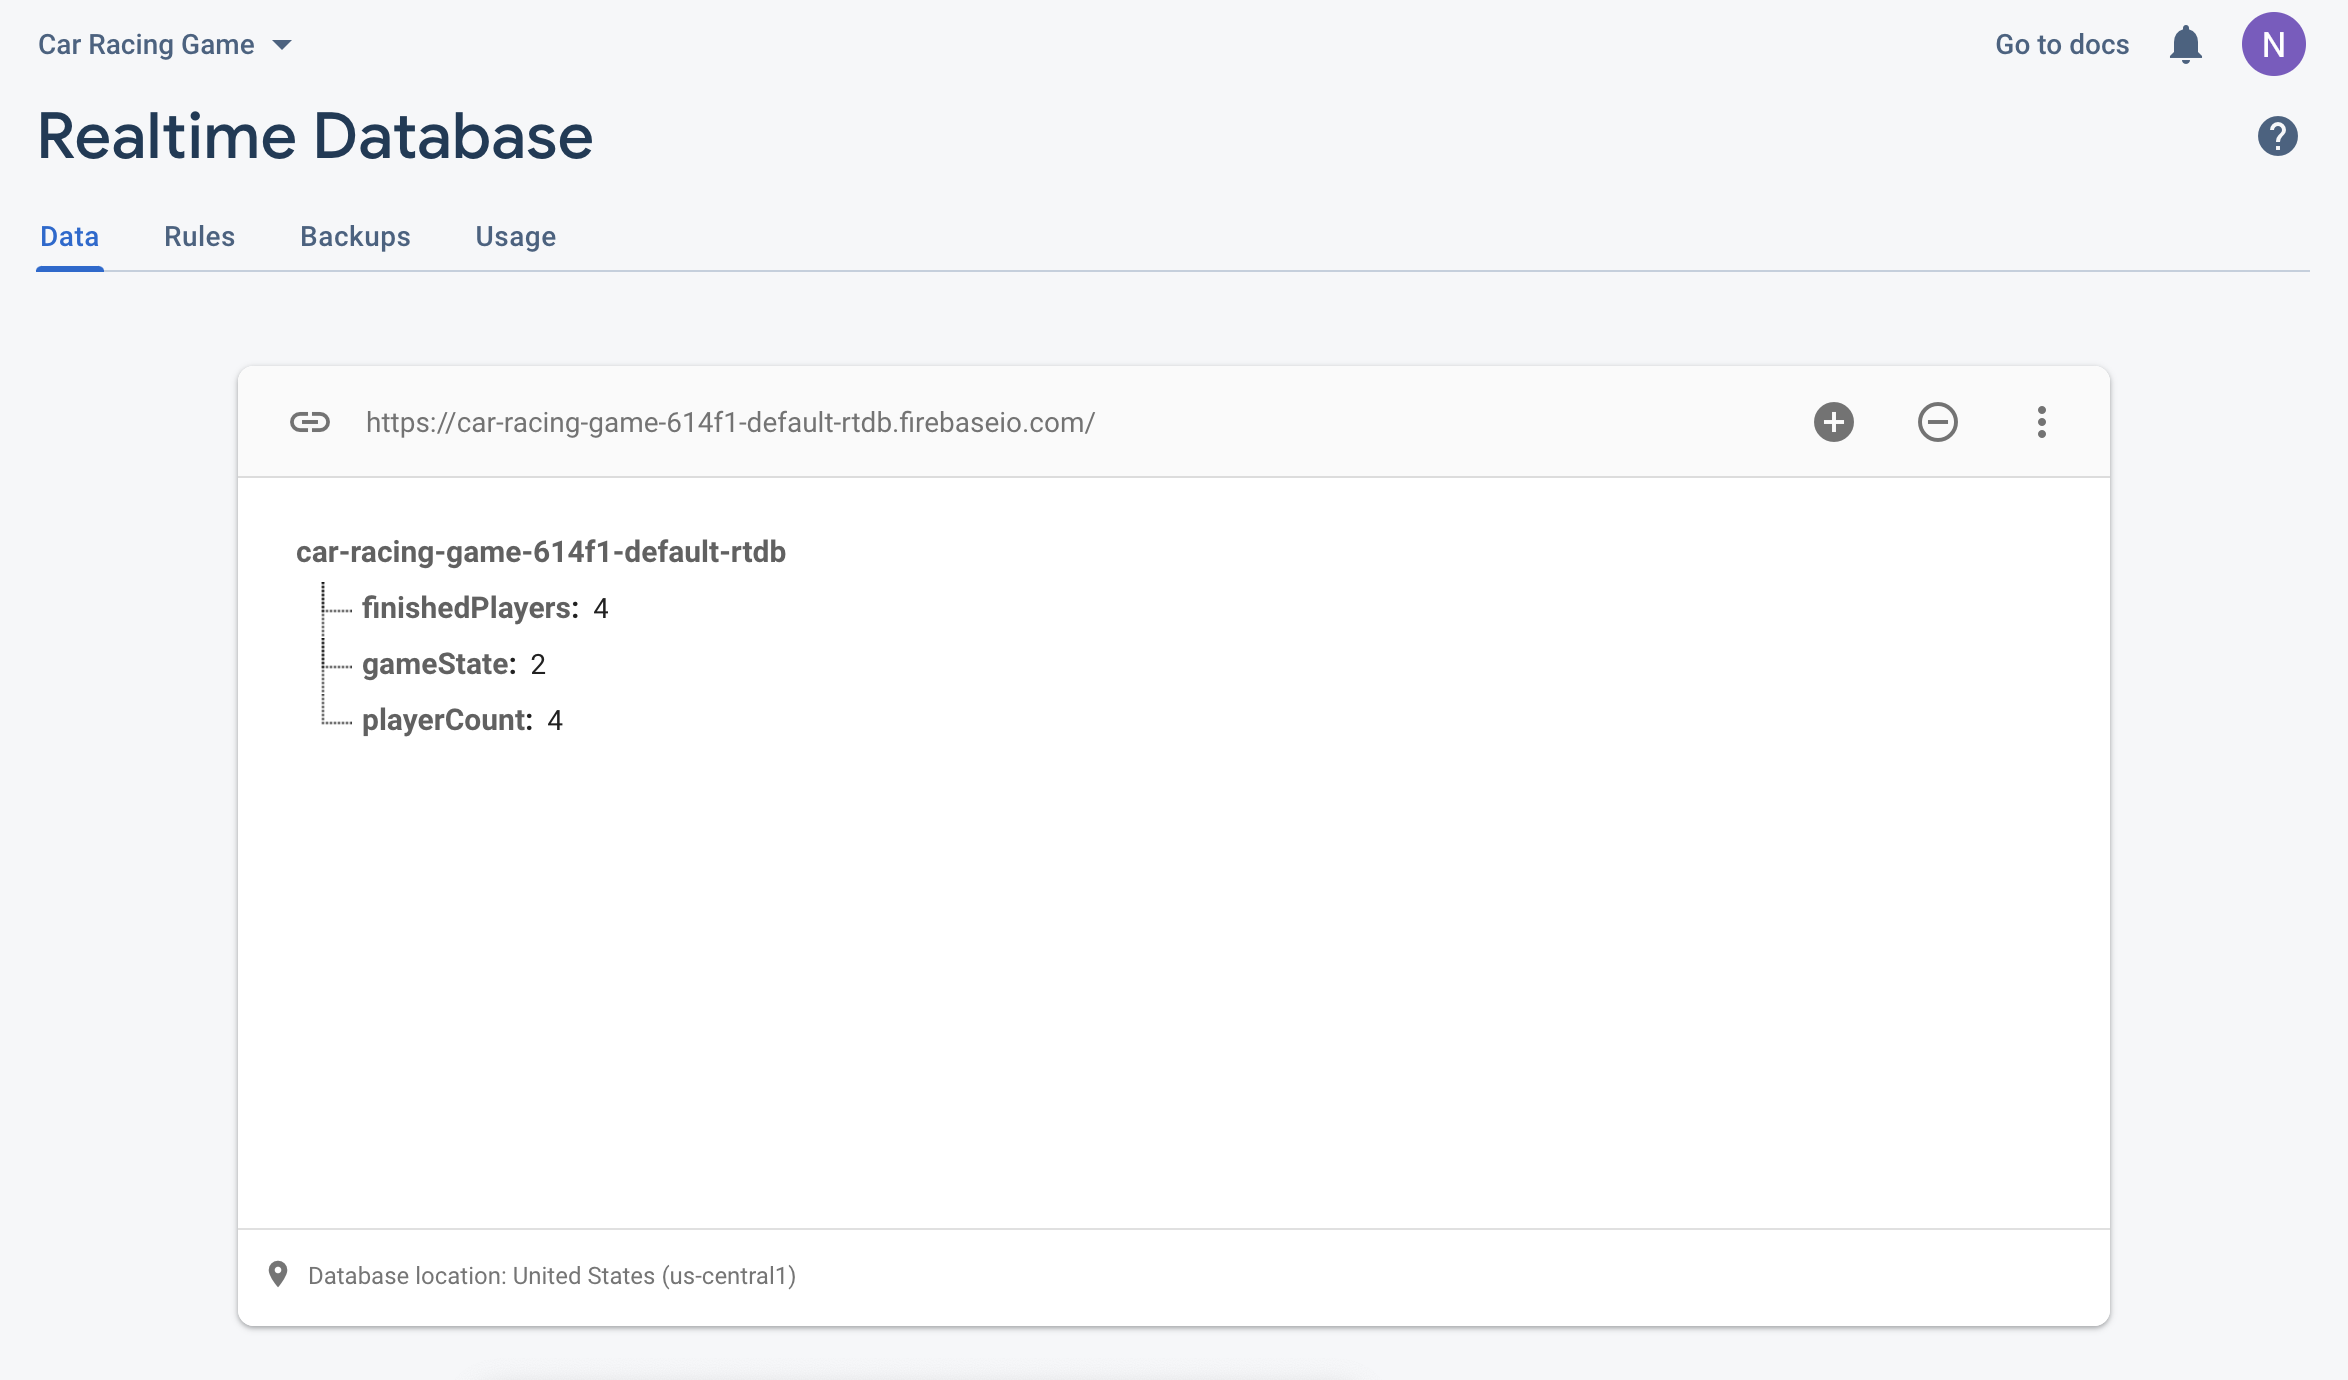 Car Racing Game
Go to docs
N
Realtime Database
?
Data
Rules
Backups
Usage
https://car-racing-game-614f1-default-rtdb.firebaseio.com/
car-racing-game-614f1-default-rtdb
finishedPlayers: 4
gameState: 2
playerCount: 4
Database location: United States (us-central1)